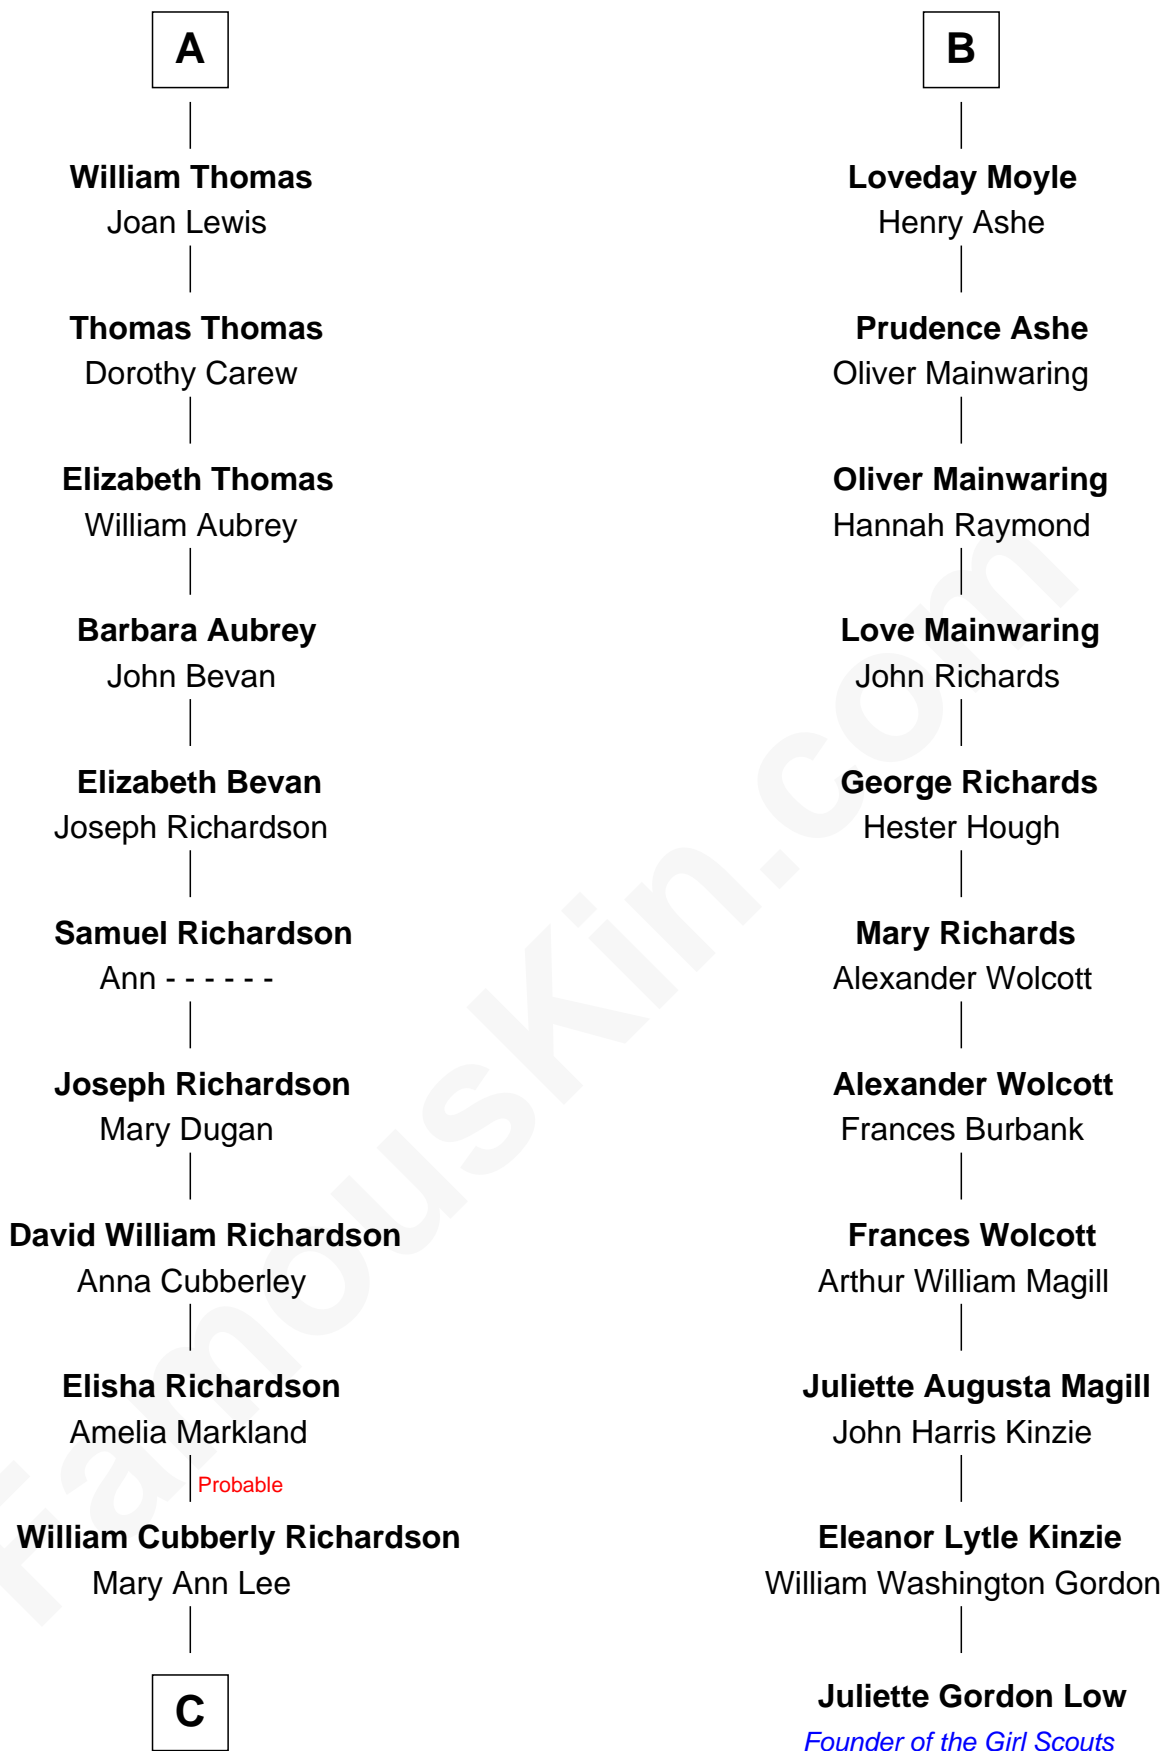 A
William Thomas
Joan Lewis
Thomas Thomas
Dorothy Carew
Elizabeth Thomas
William Aubrey
Barbara Aubrey
John Bevan
Elizabeth Bevan
Joseph Richardson
Samuel Richardson
Ann - - - - - -
Joseph Richardson
Mary Dugan
David William Richardson
Anna Cubberley
Elisha Richardson
Amelia Markland
Probable
William Cubberly Richardson
Mary Ann Lee
C
B
Loveday Moyle
Henry Ashe
Prudence Ashe
Oliver Mainwaring
Oliver Mainwaring
Hannah Raymond
Love Mainwaring
John Richards
George Richards
Hester Hough
Mary Richards
Alexander Wolcott
Alexander Wolcott
Frances Burbank
Frances Wolcott
Arthur William Magill
Juliette Augusta Magill
John Harris Kinzie
Eleanor Lytle Kinzie
William Washington Gordon
Juliette Gordon Low
Founder of the Girl Scouts
FamousKin.com